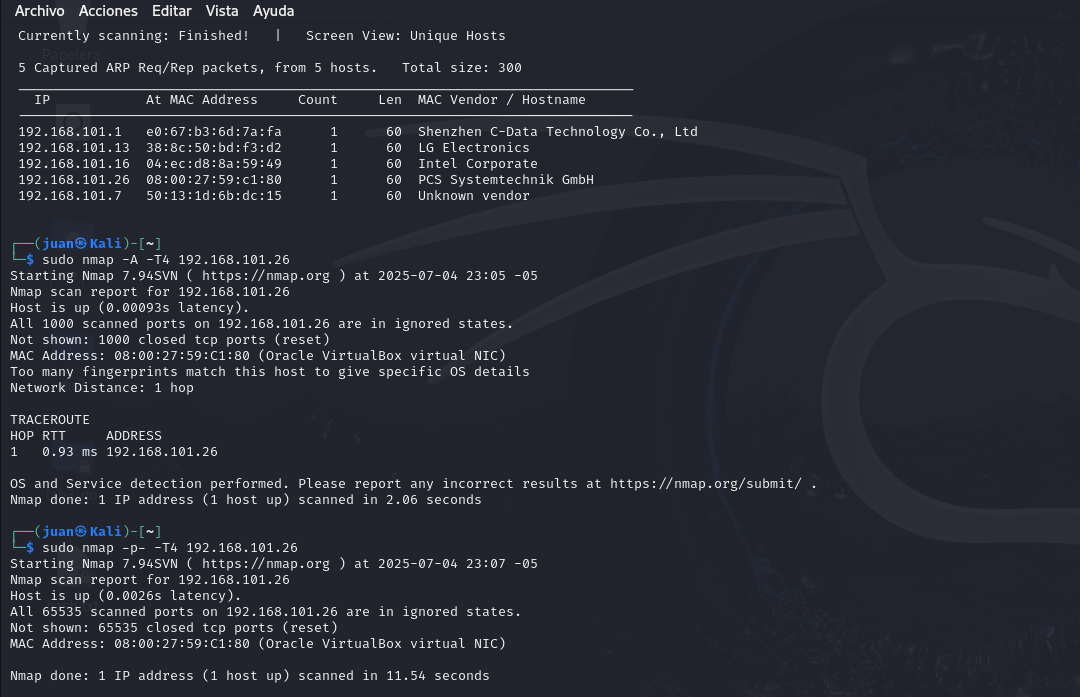 Archivo Acciones Editar Vista Ayuda
Currently scanning: Finished!   |   Screen View: Unique Hosts
5 Captured ARP Req/Rep packets, from 5 hosts.   Total size: 300
IP            At MAC Address     Count     Len  MAC Vendor / Hostname
192.168.101.1   e0:67:b3:6d:7a:fa      1      60  Shenzhen C-Data Technology Co., Ltd
192.168.101.13  38:8c:50:bd:f3:d2      1      60  LG Electronics
192.168.101.16  04:ec:d8:8a:59:49      1      60  Intel Corporate
192.168.101.26  08:00:27:59:c1:80      1      60  PCS Systemtechnik GmbH
192.168.101.7   50:13:1d:6b:dc:15      1      60  Unknown vendor
┌──(juan㉿Kali)-[~]
└─$ sudo nmap -A -T4 192.168.101.26
Starting Nmap 7.94SVN ( https://nmap.org ) at 2025-07-04 23:05 -05
Nmap scan report for 192.168.101.26
Host is up (0.00093s latency).
All 1000 scanned ports on 192.168.101.26 are in ignored states.
Not shown: 1000 closed tcp ports (reset)
MAC Address: 08:00:27:59:C1:80 (Oracle VirtualBox virtual NIC)
Too many fingerprints match this host to give specific OS details
Network Distance: 1 hop
TRACEROUTE
HOP RTT     ADDRESS
1   0.93 ms 192.168.101.26
OS and Service detection performed. Please report any incorrect results at https://nmap.org/submit/ .
Nmap done: 1 IP address (1 host up) scanned in 2.06 seconds
┌──(juan㉿Kali)-[~]
└─$ sudo nmap -p- -T4 192.168.101.26
Starting Nmap 7.94SVN ( https://nmap.org ) at 2025-07-04 23:07 -05
Nmap scan report for 192.168.101.26
Host is up (0.0026s latency).
All 65535 scanned ports on 192.168.101.26 are in ignored states.
Not shown: 65535 closed tcp ports (reset)
MAC Address: 08:00:27:59:C1:80 (Oracle VirtualBox virtual NIC)
Nmap done: 1 IP address (1 host up) scanned in 11.54 seconds